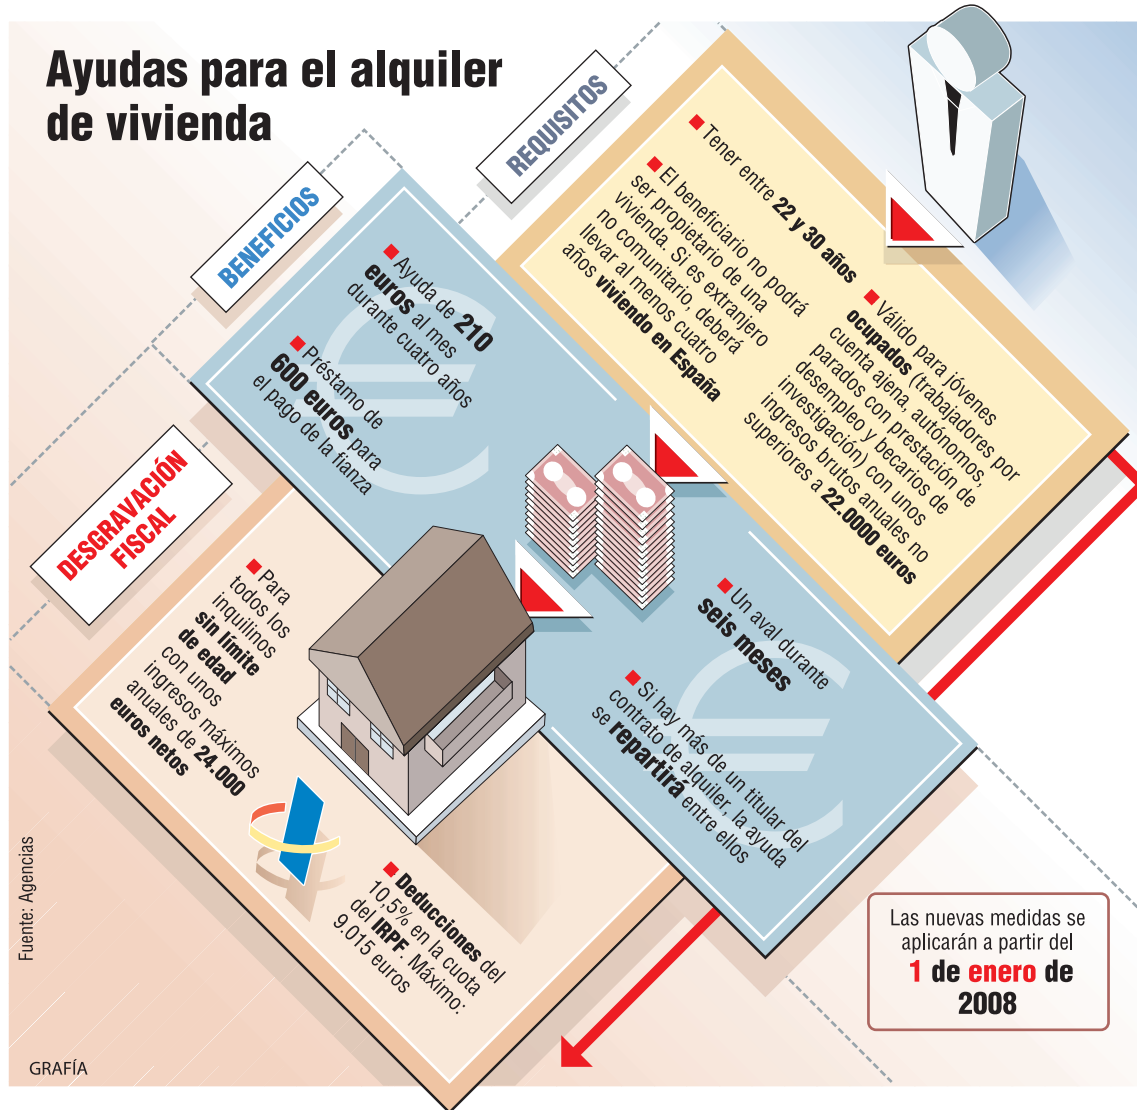 Ayudas para el alquiler
de vivienda
REQUISITOS
Tener entre 22 y 30 años
El beneficiario no podrá
ser propietario de una
vivienda. Si es extranjero
no comunitario, deberá
llevar al menos cuatro
años viviendo en España
Válido para jóvenes
ocupados (trabajadores por
cuenta ajena, autónomos,
parados con prestación de
desempleo y becarios de
investigación) con unos
ingresos brutos anuales no
superiores a 22.0000 euros
BENEFICIOS
Ayuda de 210
euros al mes
durante cuatro años
Préstamo de
600 euros para
el pago de la fianza
Un aval durante
seis meses
Si hay más de un titular del
contrato de alquiler, la ayuda
se repartirá entre ellos
DESGRAVACIÓN
FISCAL
Para
todos los
inquilinos
sin límite
de edad
con unos
ingresos máximos
anuales de 24.000
euros netos
Deducciones del
10,5% en la cuota
del IRPF. Máximo:
9.015 euros
Las nuevas medidas se
aplicarán a partir del
1 de enero de
2008
Fuente: Agencias
GRAFÍA